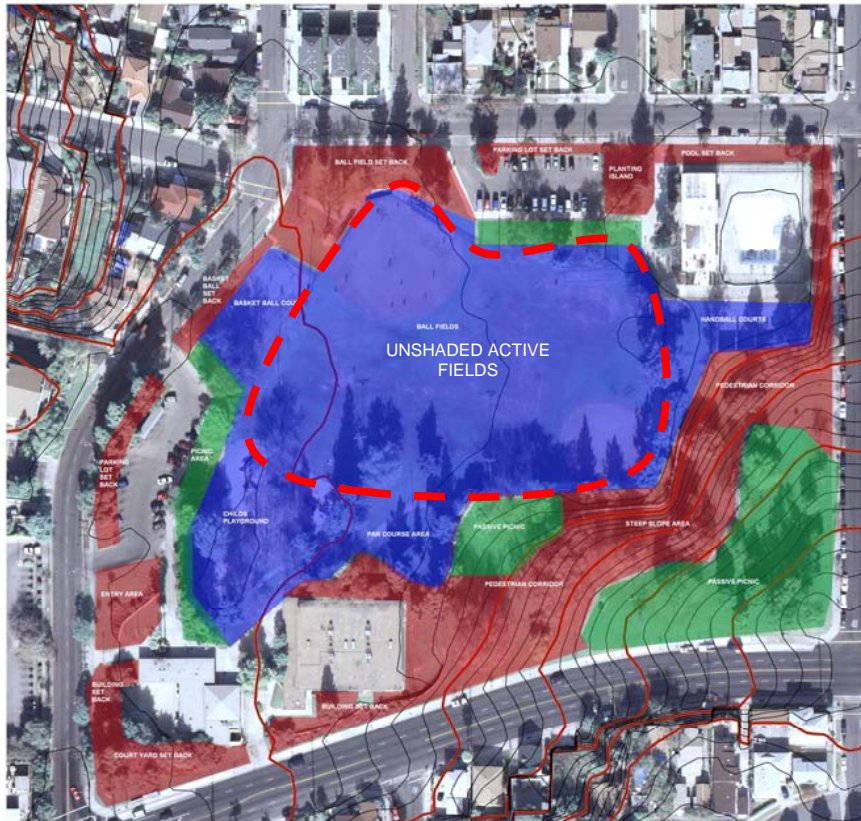 PARKING LOT SET BACK
BALL FIELD SET BACK
POOL SET BACK
PLANTING
ISLAND
BASKET
BALL
SET
BACK
BASKET BALL COU
BALL FIELDS
HANDBALL COURTS
UNSHADED ACTIVE
FIELDS
PEDESTRIAN CORRIDOR
PICNIC
AREA
PARKING
LOT
SET
BACK
CHILDS
PLAYGROUND
PAR COURSE AREA
PASSIVE PICNIC
STEEP SLOPE AREA
PEDESTRIAN CORRIDOR
PASSIVE PICNIC
ENTRY AREA
BUILDING
SET
BACK
BUILDING SET BACK
COURT YARD SET BACK